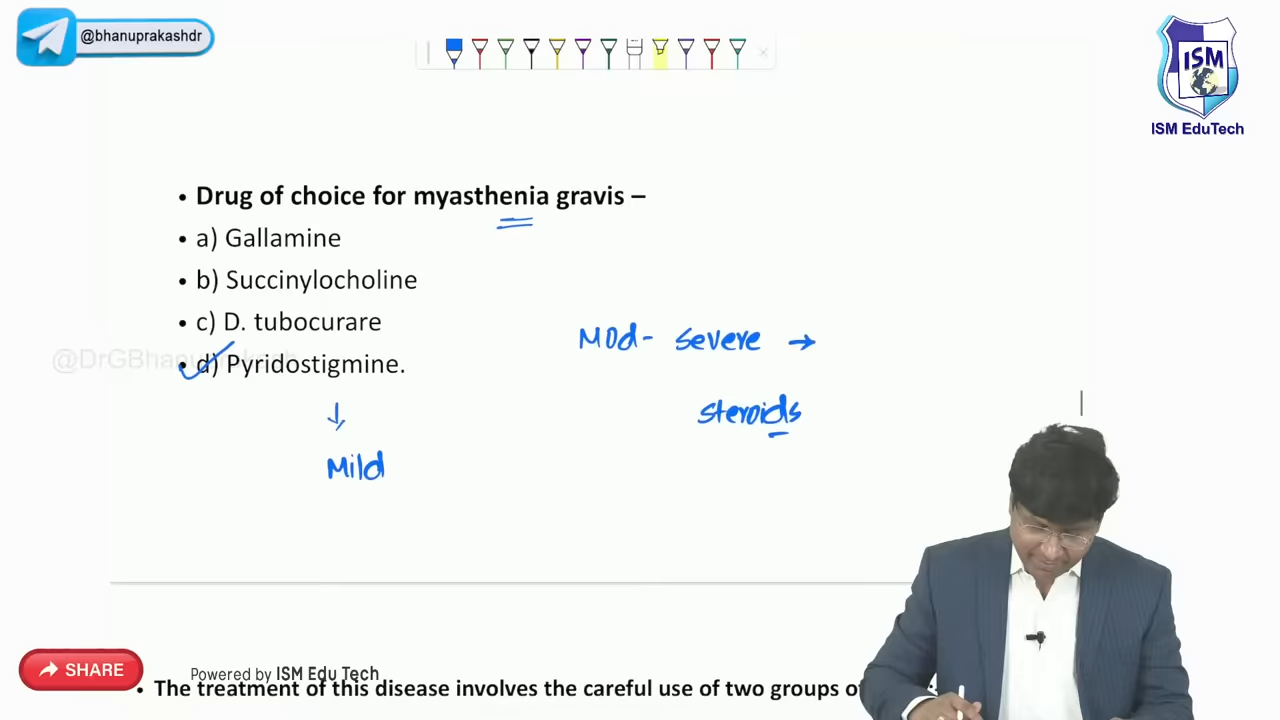 @bhanuprakashdr
ISM
ISM EduTech
• Drug of choice for myasthenia gravis –
• a) Gallamine
• b) Succinylocholine
• c) D. tubocurare
MOd- severe →
@DrGBhanuprakash
• d) Pyridostigmine.
steroids
Mild
SHARE
Powered by ISM Edu Tech
• The treatment of this disease involves the careful use of two groups